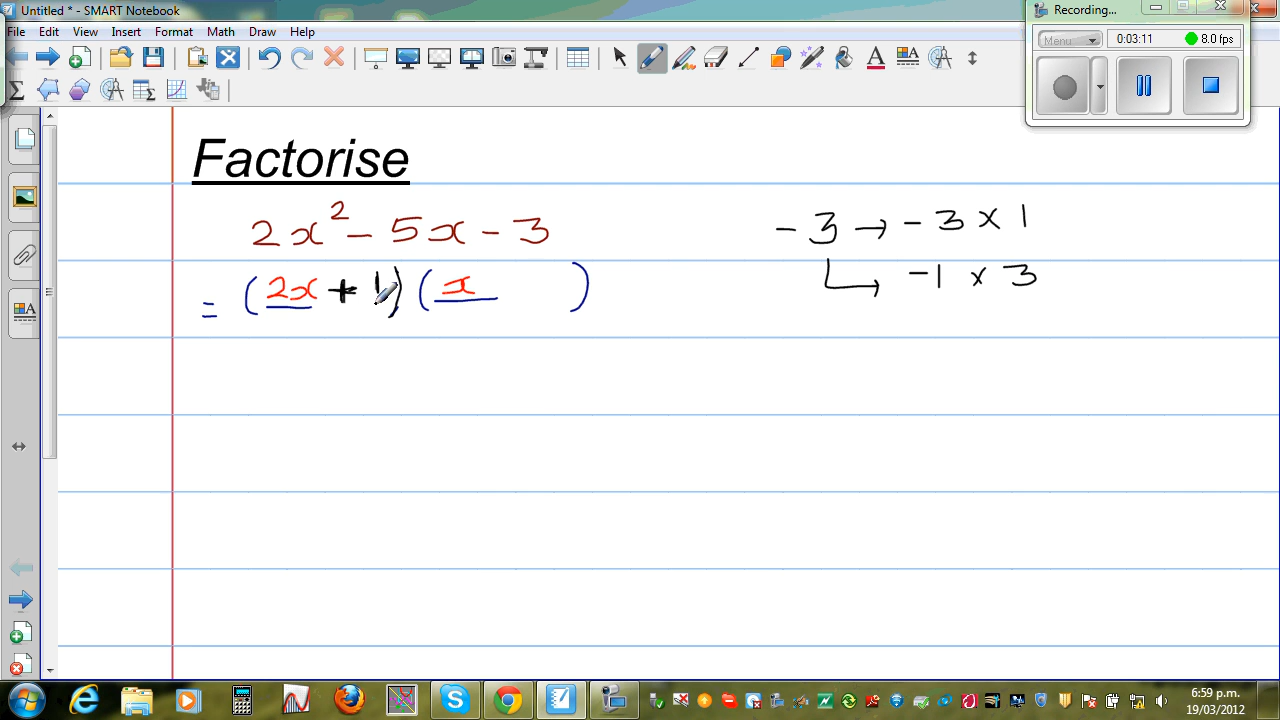 Untitled * - SMART Notebook
Recording...
File Edit View Insert Format Math Draw Help
Menu
0:03:11
8.0 fps
Factorise
2x² - 5x - 3
- 3 → - 3 × 1
= (2x + 1) (x )
- 1 × 3
6:59 p.m.
19/03/2012